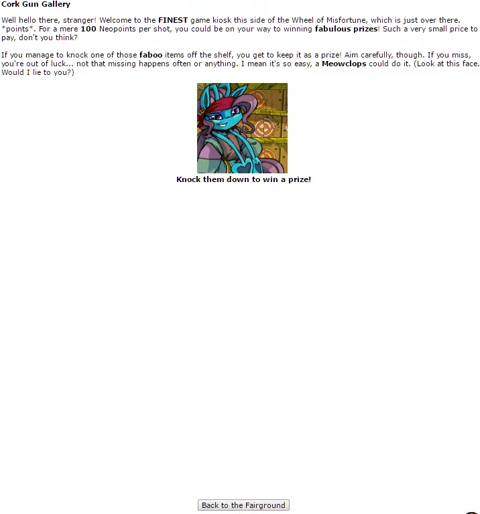 Cork Gun Gallery
Well hello there, stranger! Welcome to the FINEST game kiosk this side of the Wheel of Misfortune, which is just over there.
*points*. For a mere 100 Neopoints per shot, you could be on your way to winning fabulous prizes! Such a very small price to
pay, don't you think?
If you manage to knock one of those faboo items off the shelf, you get to keep it as a prize! Aim carefully, though. If you miss,
you're out of luck... not that missing happens often or anything. I mean it's so easy, a Meowclops could do it. (Look at this face.
Would I lie to you?)
Knock them down to win a prize!
Back to the Fairground